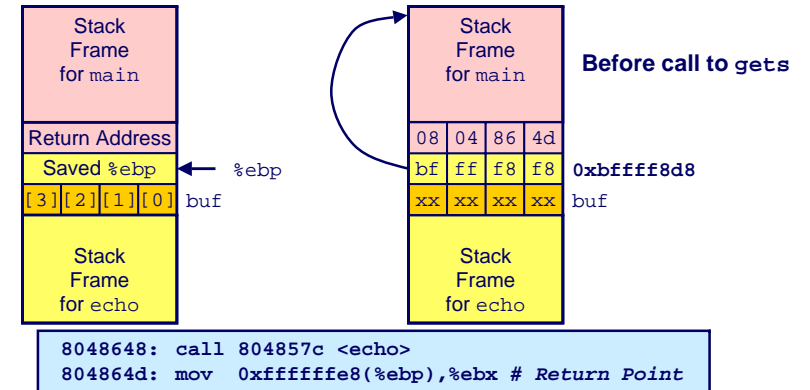 Stack
Frame
for main
Return Address
Saved %ebp
%ebp
[3] [2] [1] [0]
buf
Stack
Frame
for echo
Stack
Frame
for main
Before call to gets
08 04 86 4d
bf ff f8 f8
0xbffff8d8
xx xx xx xx
buf
Stack
Frame
for echo
8048648: call 804857c <echo>
804864d: mov 0xffffffe8(%ebp),%ebx # Return Point